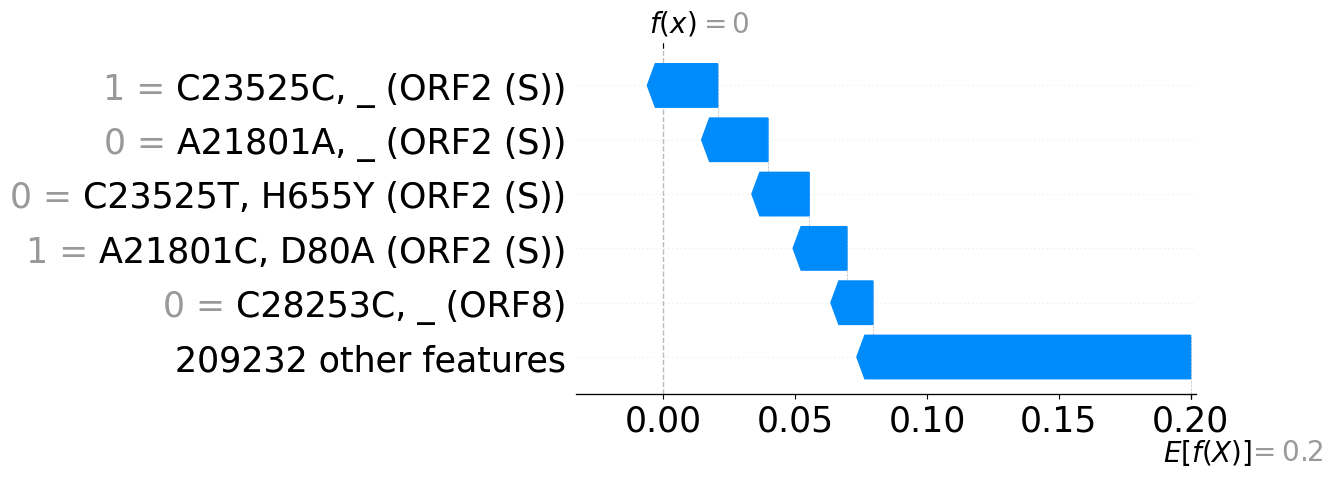 f(x) = 0
1 = C23525C, _ (ORF2 (S))
0 = A21801A, _ (ORF2 (S))
0 = C23525T, H655Y (ORF2 (S))
1 = A21801C, D80A (ORF2 (S))
0 = C28253C, _ (ORF8)
209232 other features
0.00 0.05 0.10 0.15 0.20
E[f(X)] = 0.2